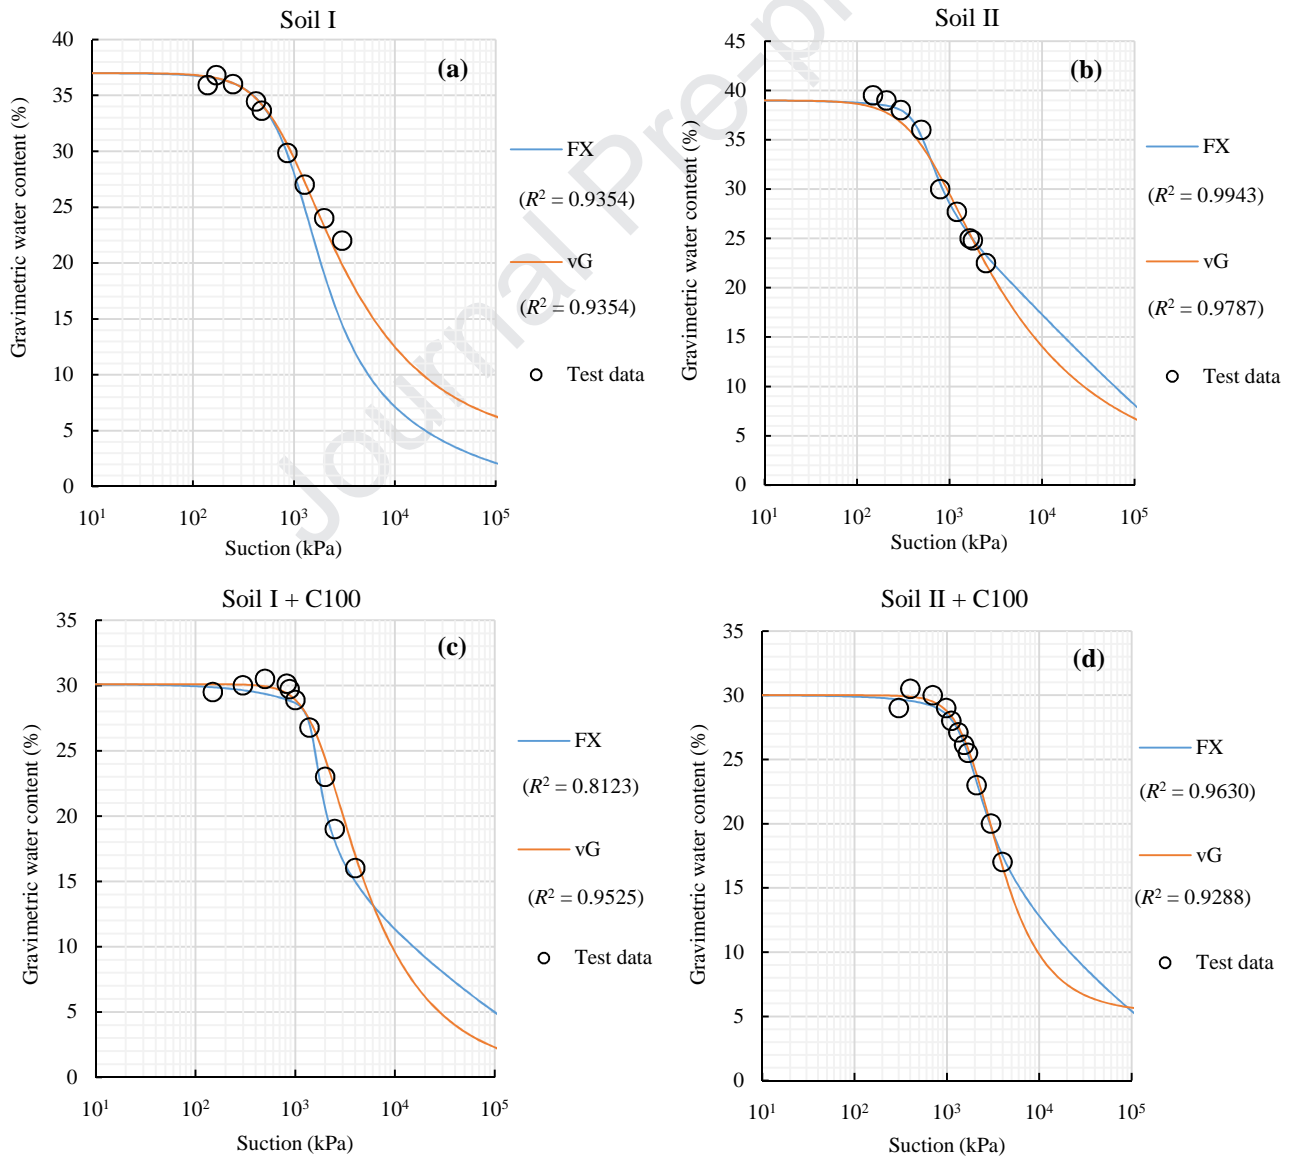 Soil I
(a)
Gravimetric water content (%)
40
35
30
25
20
15
10
5
0
10¹ 10² 10³ 10⁴ 10⁵
Suction (kPa)
FX
(R² = 0.9354)
vG
(R² = 0.9354)
Test data
Soil II
(b)
Gravimetric water content (%)
45
40
35
30
25
20
15
10
5
0
10¹ 10² 10³ 10⁴ 10⁵
Suction (kPa)
FX
(R² = 0.9943)
vG
(R² = 0.9787)
Test data
Soil I + C100
(c)
Gravimetric water content (%)
35
30
25
20
15
10
5
0
10¹ 10² 10³ 10⁴ 10⁵
Suction (kPa)
FX
(R² = 0.8123)
vG
(R² = 0.9525)
Test data
Soil II + C100
(d)
Gravimetric water content (%)
35
30
25
20
15
10
5
0
10¹ 10² 10³ 10⁴ 10⁵
Suction (kPa)
FX
(R² = 0.9630)
vG
(R² = 0.9288)
Test data
Journal Pre-p